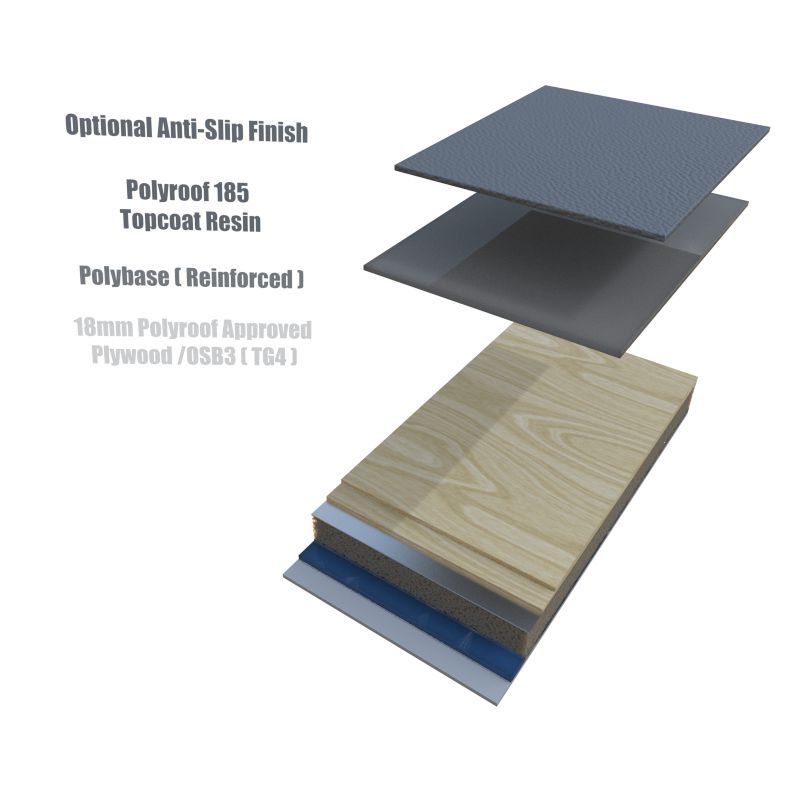 Optional Anti-Slip Finish
Polyroof 185
Topcoat Resin
Polybase ( Reinforced )
18mm Polyroof Approved
Plywood /OSB3 ( TG4 )